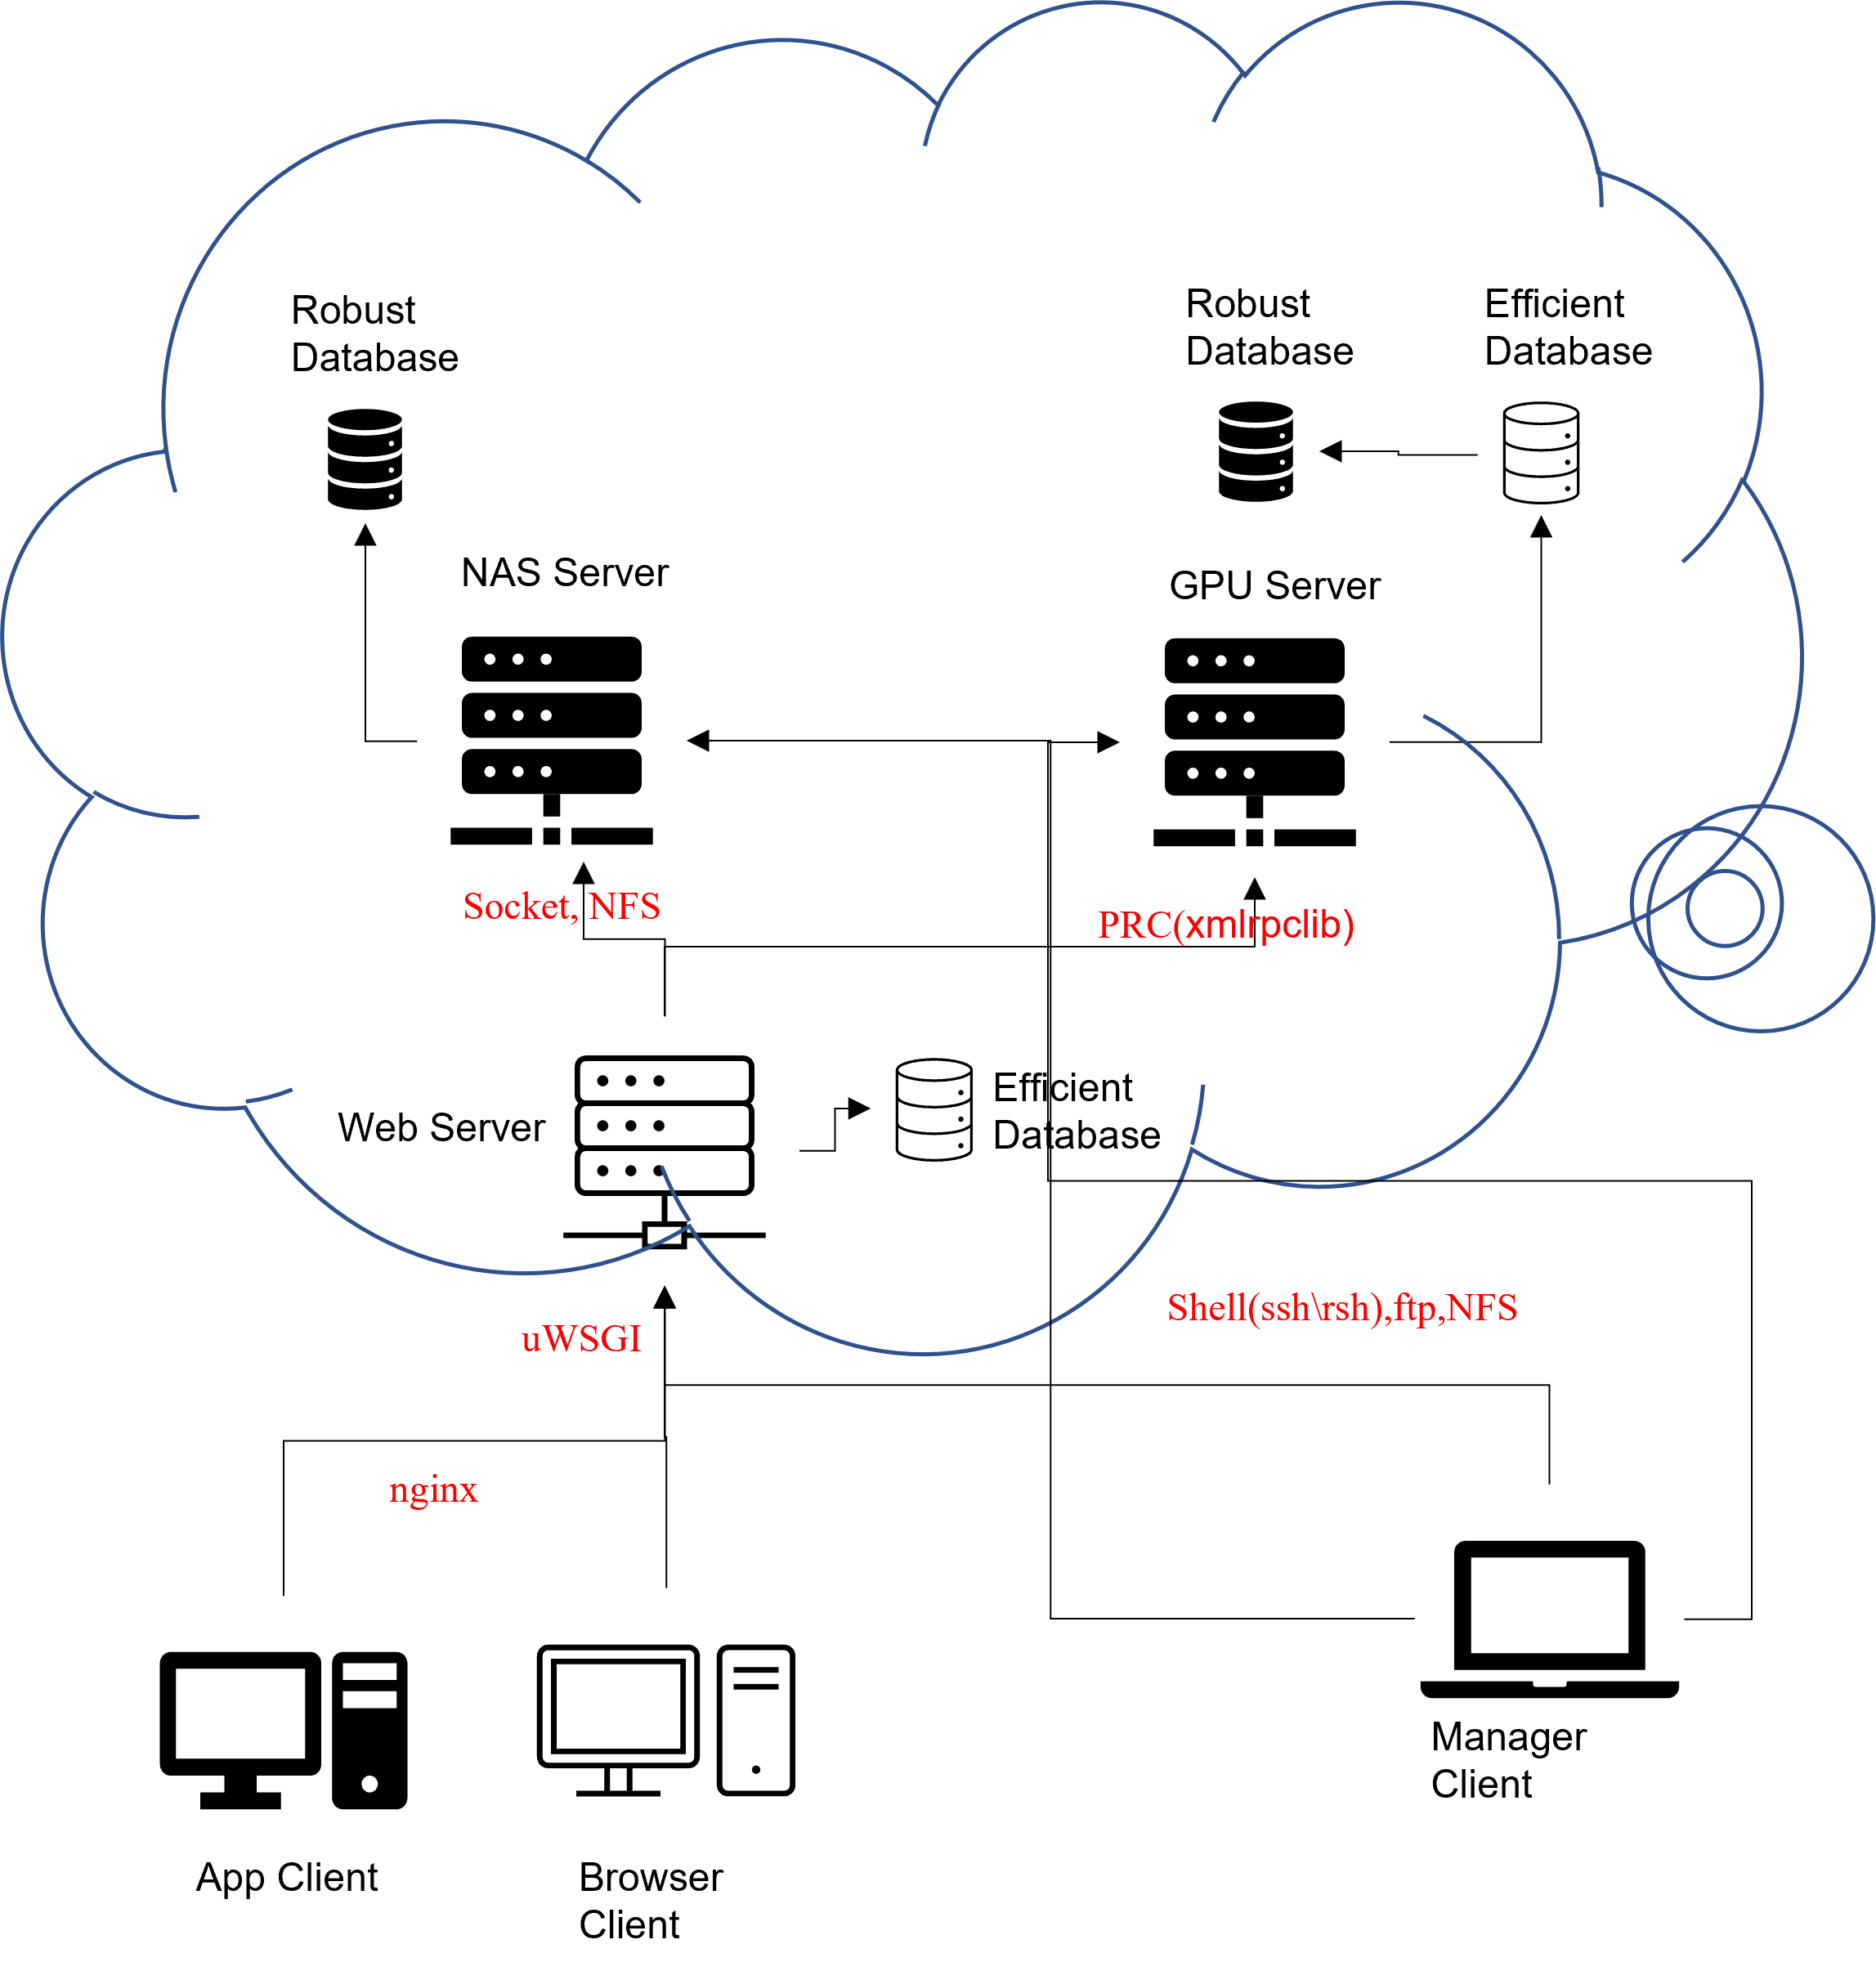 Robust
Database
Robust
Database
Efficient
Database
NAS Server
GPU Server
Socket, NFS
PRC(xmlrpclib)
Web Server
Efficient
Database
Shell(ssh\rsh),ftp,NFS
uWSGI
nginx
Manager
Client
App Client
Browser
Client